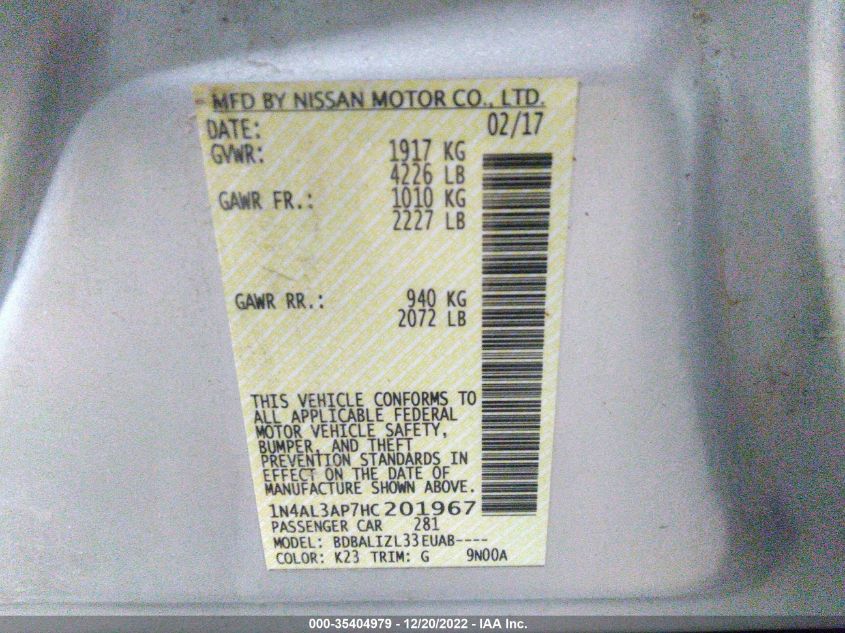 MFD BY NISSAN MOTOR CO., LTD.
DATE: 02/17
GVWR: 1917 KG
4226 LB
GAWR FR.: 1010 KG
2227 LB
GAWR RR.: 940 KG
2072 LB
THIS VEHICLE CONFORMS TO
ALL APPLICABLE FEDERAL
MOTOR VEHICLE SAFETY,
BUMPER, AND THEFT
PREVENTION STANDARDS IN
EFFECT ON THE DATE OF
MANUFACTURE SHOWN ABOVE.
1N4AL3AP7HC201967
PASSENGER CAR 281
MODEL: BDBALIZL33EUAB----
COLOR: K23 TRIM: G 9N00A
000-35404979 - 12/20/2022 - IAA Inc.